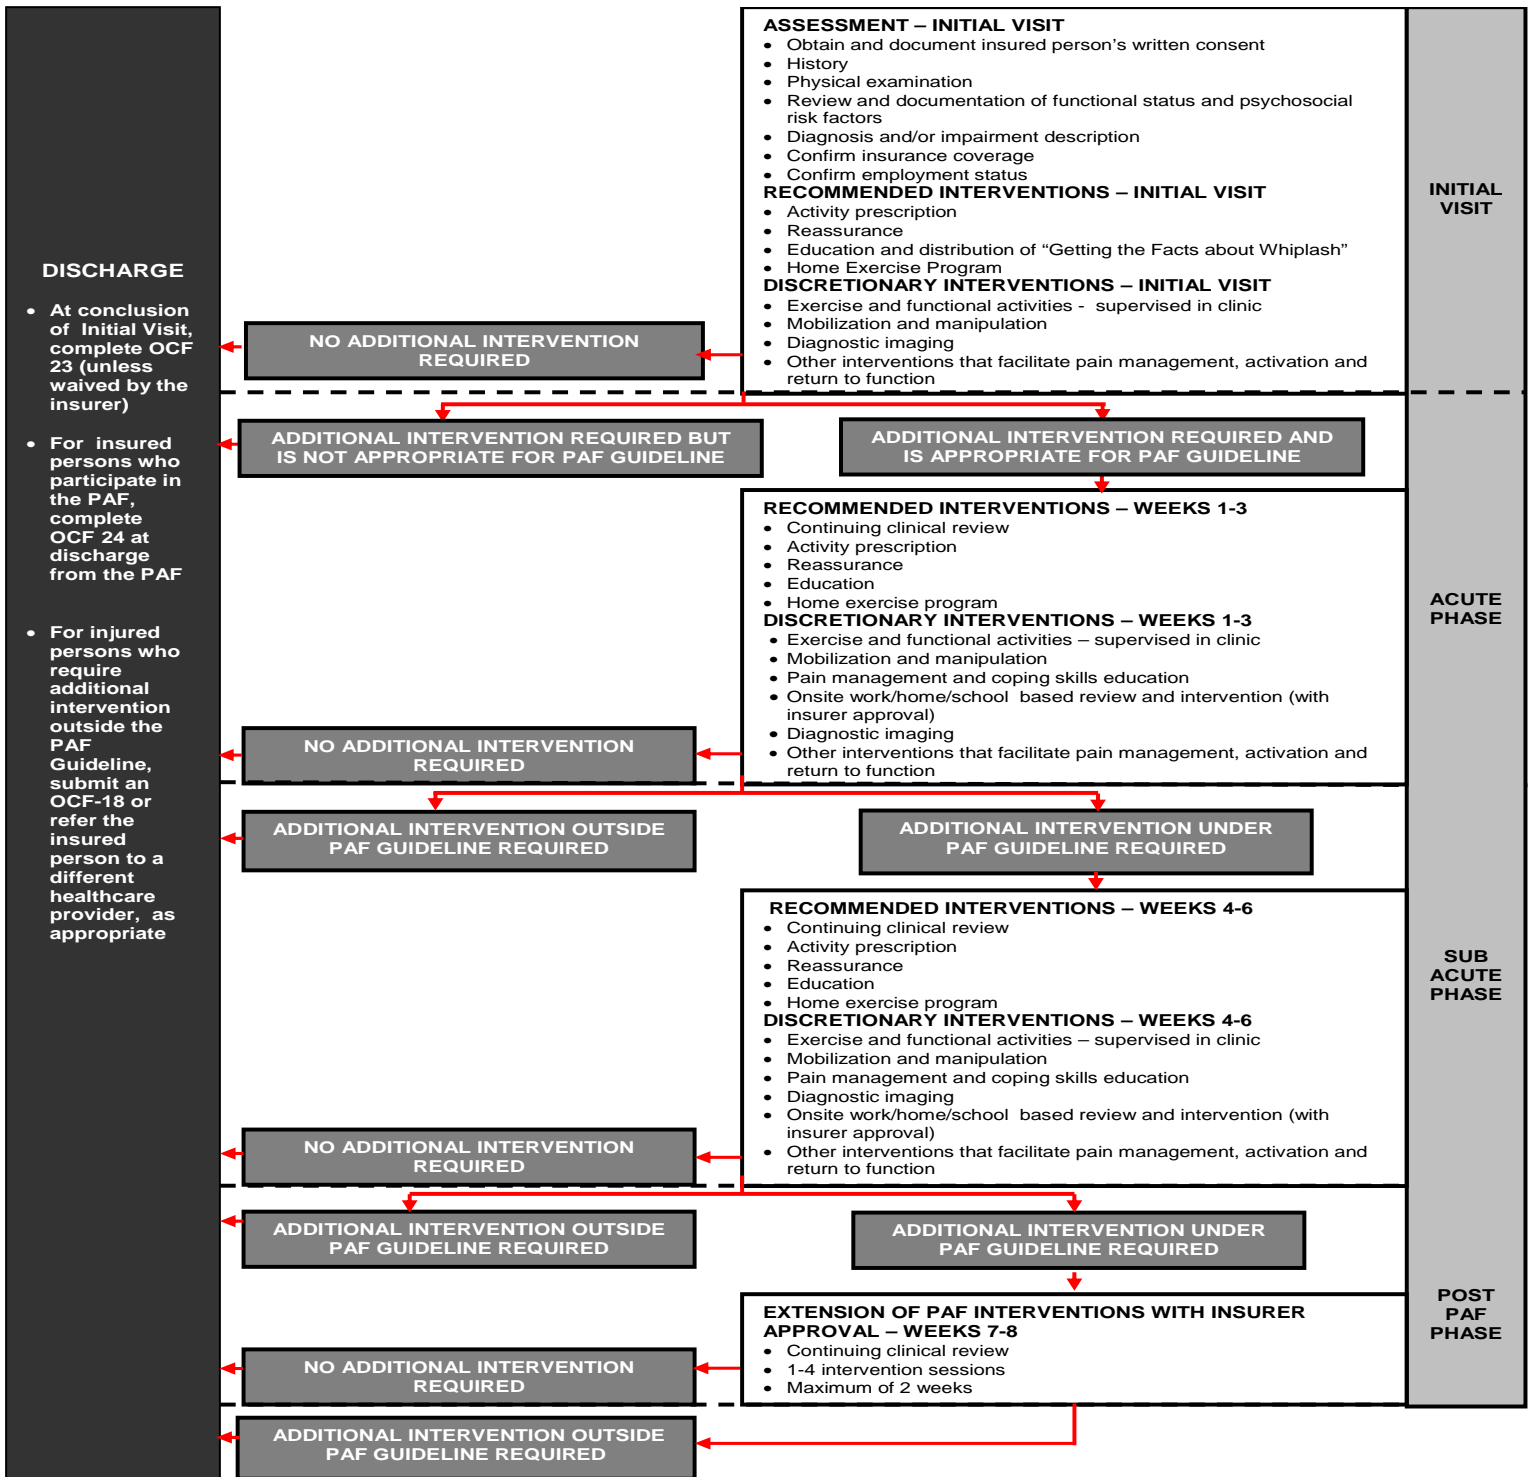 DISCHARGE
• At conclusion
of Initial Visit,
complete OCF
23 (unless
waived by the
insurer)
• For insured
persons who
participate in
the PAF,
complete
OCF 24 at
discharge
from the PAF
• For injured
persons who
require
additional
intervention
outside the
PAF
Guideline,
submit an
OCF-18 or
refer the
insured
person to a
different
healthcare
provider, as
appropriate
ASSESSMENT – INITIAL VISIT
• Obtain and document insured person's written consent
• History
• Physical examination
• Review and documentation of functional status and psychosocial
risk factors
• Diagnosis and/or impairment description
• Confirm insurance coverage
• Confirm employment status
RECOMMENDED INTERVENTIONS – INITIAL VISIT
• Activity prescription
• Reassurance
• Education and distribution of “Getting the Facts about Whiplash”
• Home Exercise Program
DISCRETIONARY INTERVENTIONS – INITIAL VISIT
• Exercise and functional activities - supervised in clinic
• Mobilization and manipulation
• Diagnostic imaging
• Other interventions that facilitate pain management, activation and
return to function
INITIAL
VISIT
NO ADDITIONAL INTERVENTION
REQUIRED
ADDITIONAL INTERVENTION REQUIRED BUT
IS NOT APPROPRIATE FOR PAF GUIDELINE
ADDITIONAL INTERVENTION REQUIRED AND
IS APPROPRIATE FOR PAF GUIDELINE
RECOMMENDED INTERVENTIONS – WEEKS 1-3
• Continuing clinical review
• Activity prescription
• Reassurance
• Education
• Home exercise program
DISCRETIONARY INTERVENTIONS – WEEKS 1-3
• Exercise and functional activities – supervised in clinic
• Mobilization and manipulation
• Pain management and coping skills education
• Onsite work/home/school based review and intervention (with
insurer approval)
• Diagnostic imaging
• Other interventions that facilitate pain management, activation and
return to function
ACUTE
PHASE
NO ADDITIONAL INTERVENTION
REQUIRED
ADDITIONAL INTERVENTION OUTSIDE
PAF GUIDELINE REQUIRED
ADDITIONAL INTERVENTION UNDER
PAF GUIDELINE REQUIRED
RECOMMENDED INTERVENTIONS – WEEKS 4-6
• Continuing clinical review
• Activity prescription
• Reassurance
• Education
• Home exercise program
DISCRETIONARY INTERVENTIONS – WEEKS 4-6
• Exercise and functional activities – supervised in clinic
• Mobilization and manipulation
• Pain management and coping skills education
• Diagnostic imaging
• Onsite work/home/school based review and intervention (with
insurer approval)
• Other interventions that facilitate pain management, activation and
return to function
SUB
ACUTE
PHASE
NO ADDITIONAL INTERVENTION
REQUIRED
ADDITIONAL INTERVENTION OUTSIDE
PAF GUIDELINE REQUIRED
ADDITIONAL INTERVENTION UNDER
PAF GUIDELINE REQUIRED
EXTENSION OF PAF INTERVENTIONS WITH INSURER
APPROVAL – WEEKS 7-8
• Continuing clinical review
• 1-4 intervention sessions
• Maximum of 2 weeks
POST
PAF
PHASE
NO ADDITIONAL INTERVENTION
REQUIRED
ADDITIONAL INTERVENTION OUTSIDE
PAF GUIDELINE REQUIRED